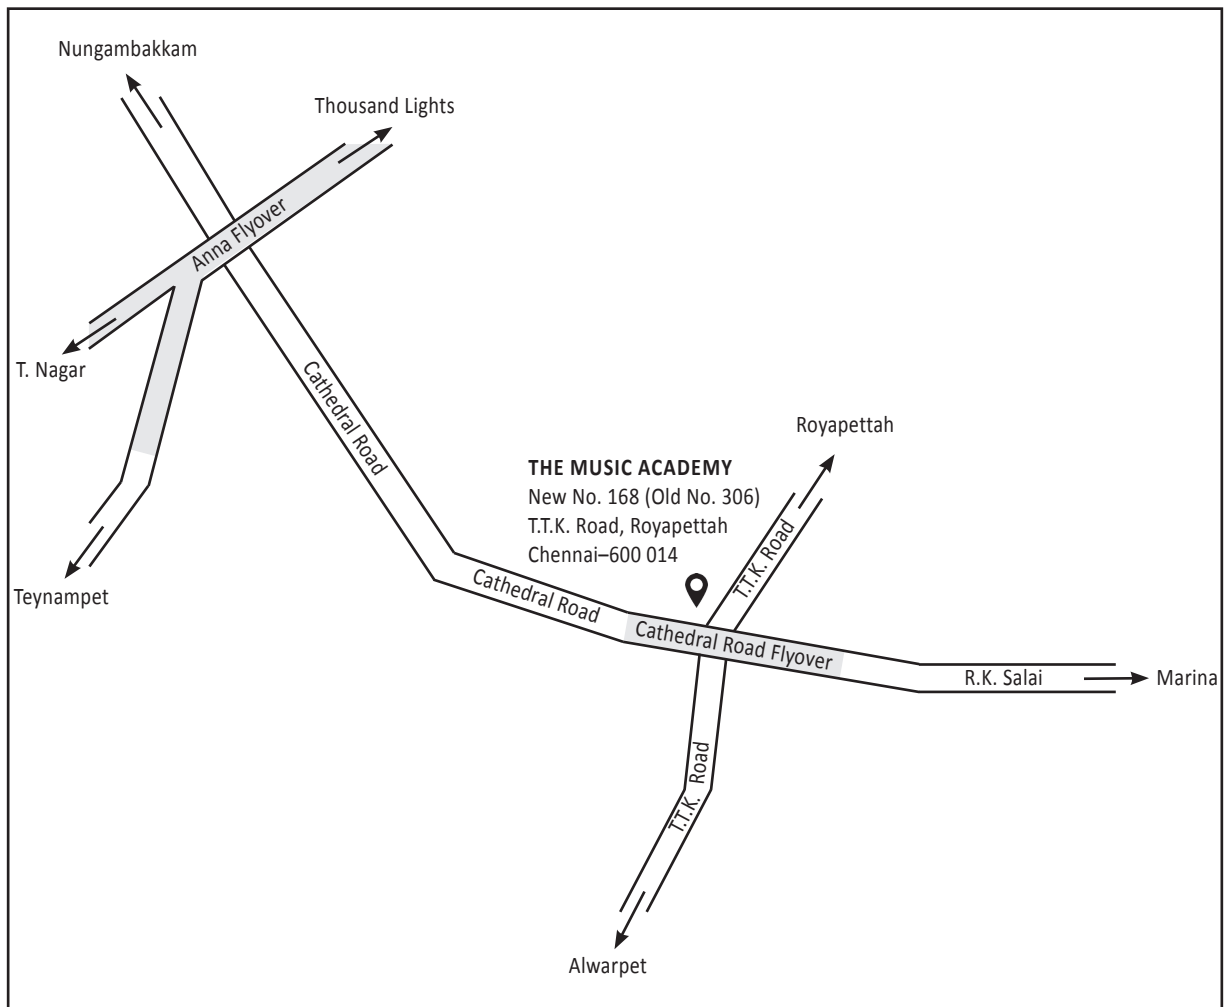 Nungambakkam
Thousand Lights
Anna Flyover
T. Nagar
Cathedral Road
Teynampet
Royapettah
THE MUSIC ACADEMY
New No. 168 (Old No. 306)
T.T.K. Road, Royapettah
Chennai–600 014
T.T.K. Road
Cathedral Road
Cathedral Road Flyover
R.K. Salai
Marina
T.T.K. Road
Alwarpet